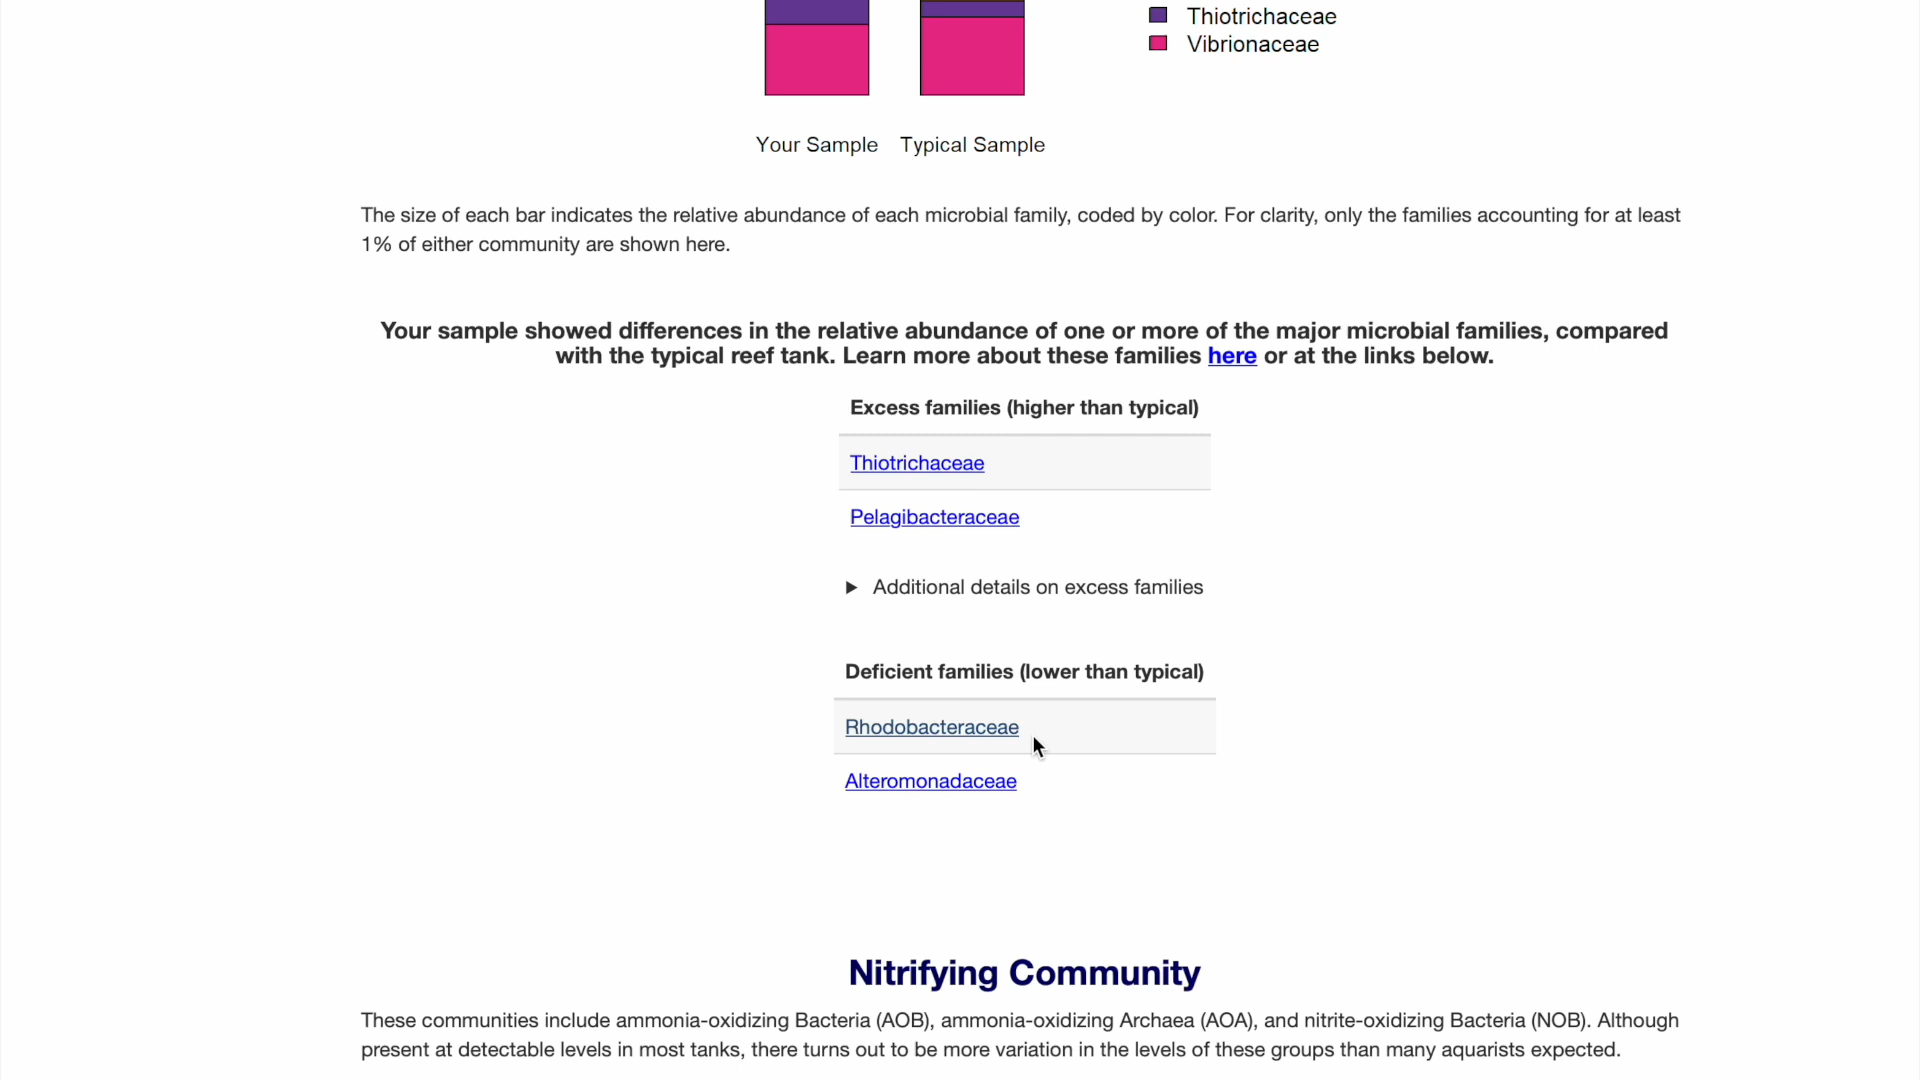 Thiotrichaceae
Vibrionaceae
Your Sample Typical Sample
The size of each bar indicates the relative abundance of each microbial family, coded by color. For clarity, only the families accounting for at least
1% of either community are shown here.
Your sample showed differences in the relative abundance of one or more of the major microbial families, compared
with the typical reef tank. Learn more about these families here or at the links below.
Excess families (higher than typical)
Thiotrichaceae
Pelagibacteraceae
Additional details on excess families
Deficient families (lower than typical)
Rhodobacteraceae
Alteromonadaceae
Nitrifying Community
These communities include ammonia-oxidizing Bacteria (AOB), ammonia-oxidizing Archaea (AOA), and nitrite-oxidizing Bacteria (NOB). Although
present at detectable levels in most tanks, there turns out to be more variation in the levels of these groups than many aquarists expected.